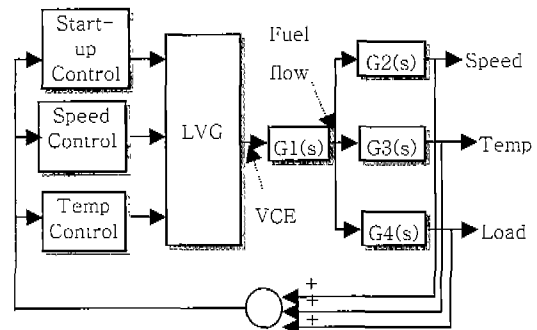 Start-
up
Control
Speed
Control
Temp
Control
LVG
VCE
G1(s)
Fuel
flow
G2(s)
G3(s)
G4(s)
Speed
Temp
Load
+
+
+